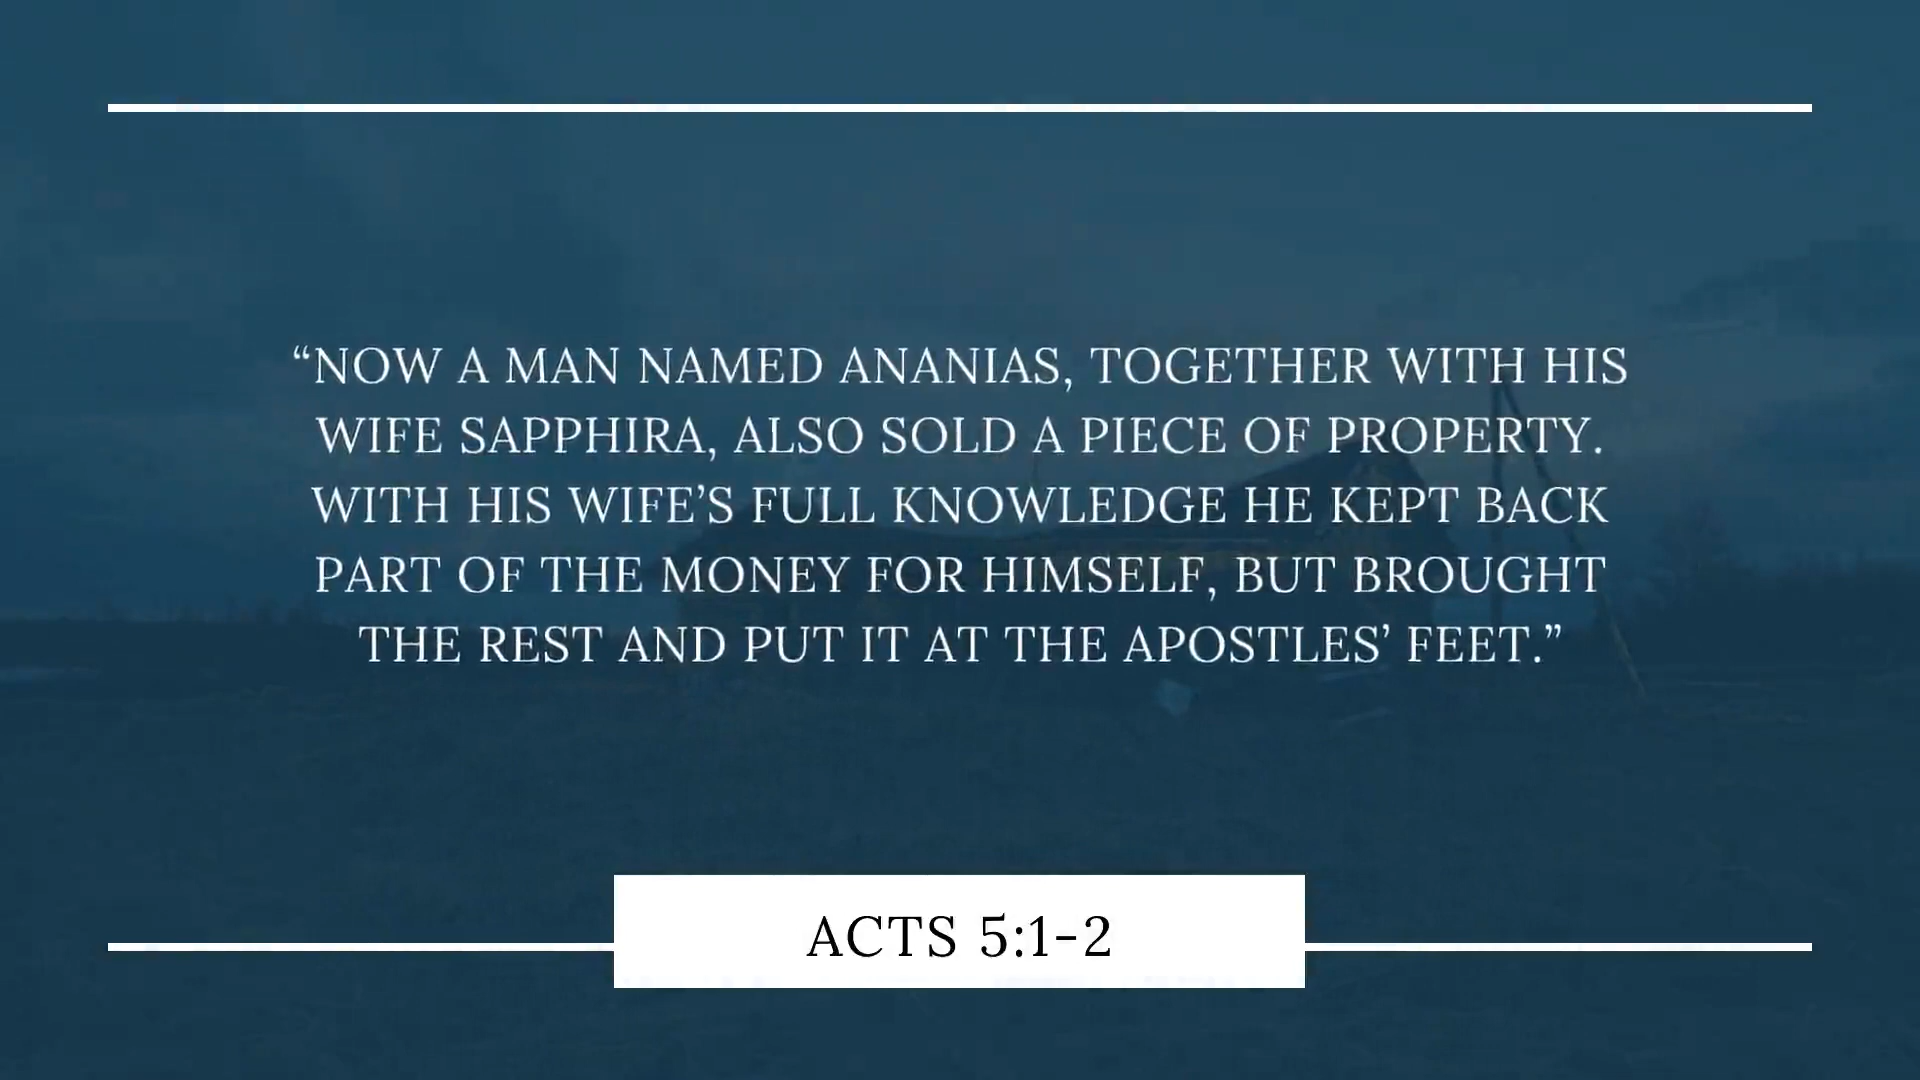 “NOW A MAN NAMED ANANIAS, TOGETHER WITH HIS
WIFE SAPPHIRA, ALSO SOLD A PIECE OF PROPERTY.
WITH HIS WIFE’S FULL KNOWLEDGE HE KEPT BACK
PART OF THE MONEY FOR HIMSELF, BUT BROUGHT
THE REST AND PUT IT AT THE APOSTLES’ FEET.”
ACTS 5:1-2